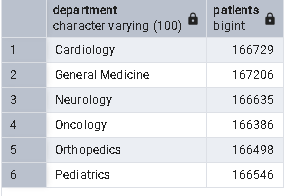 department patients
character varying (100) bigint
1 Cardiology 166729
2 General Medicine 167206
3 Neurology 166635
4 Oncology 166386
5 Orthopedics 166498
6 Pediatrics 166546